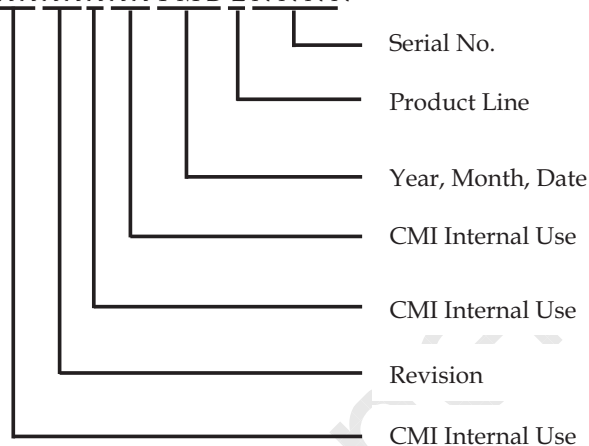 Serial No.
Product Line
Year, Month, Date
CMI Internal Use
CMI Internal Use
Revision
CMI Internal Use